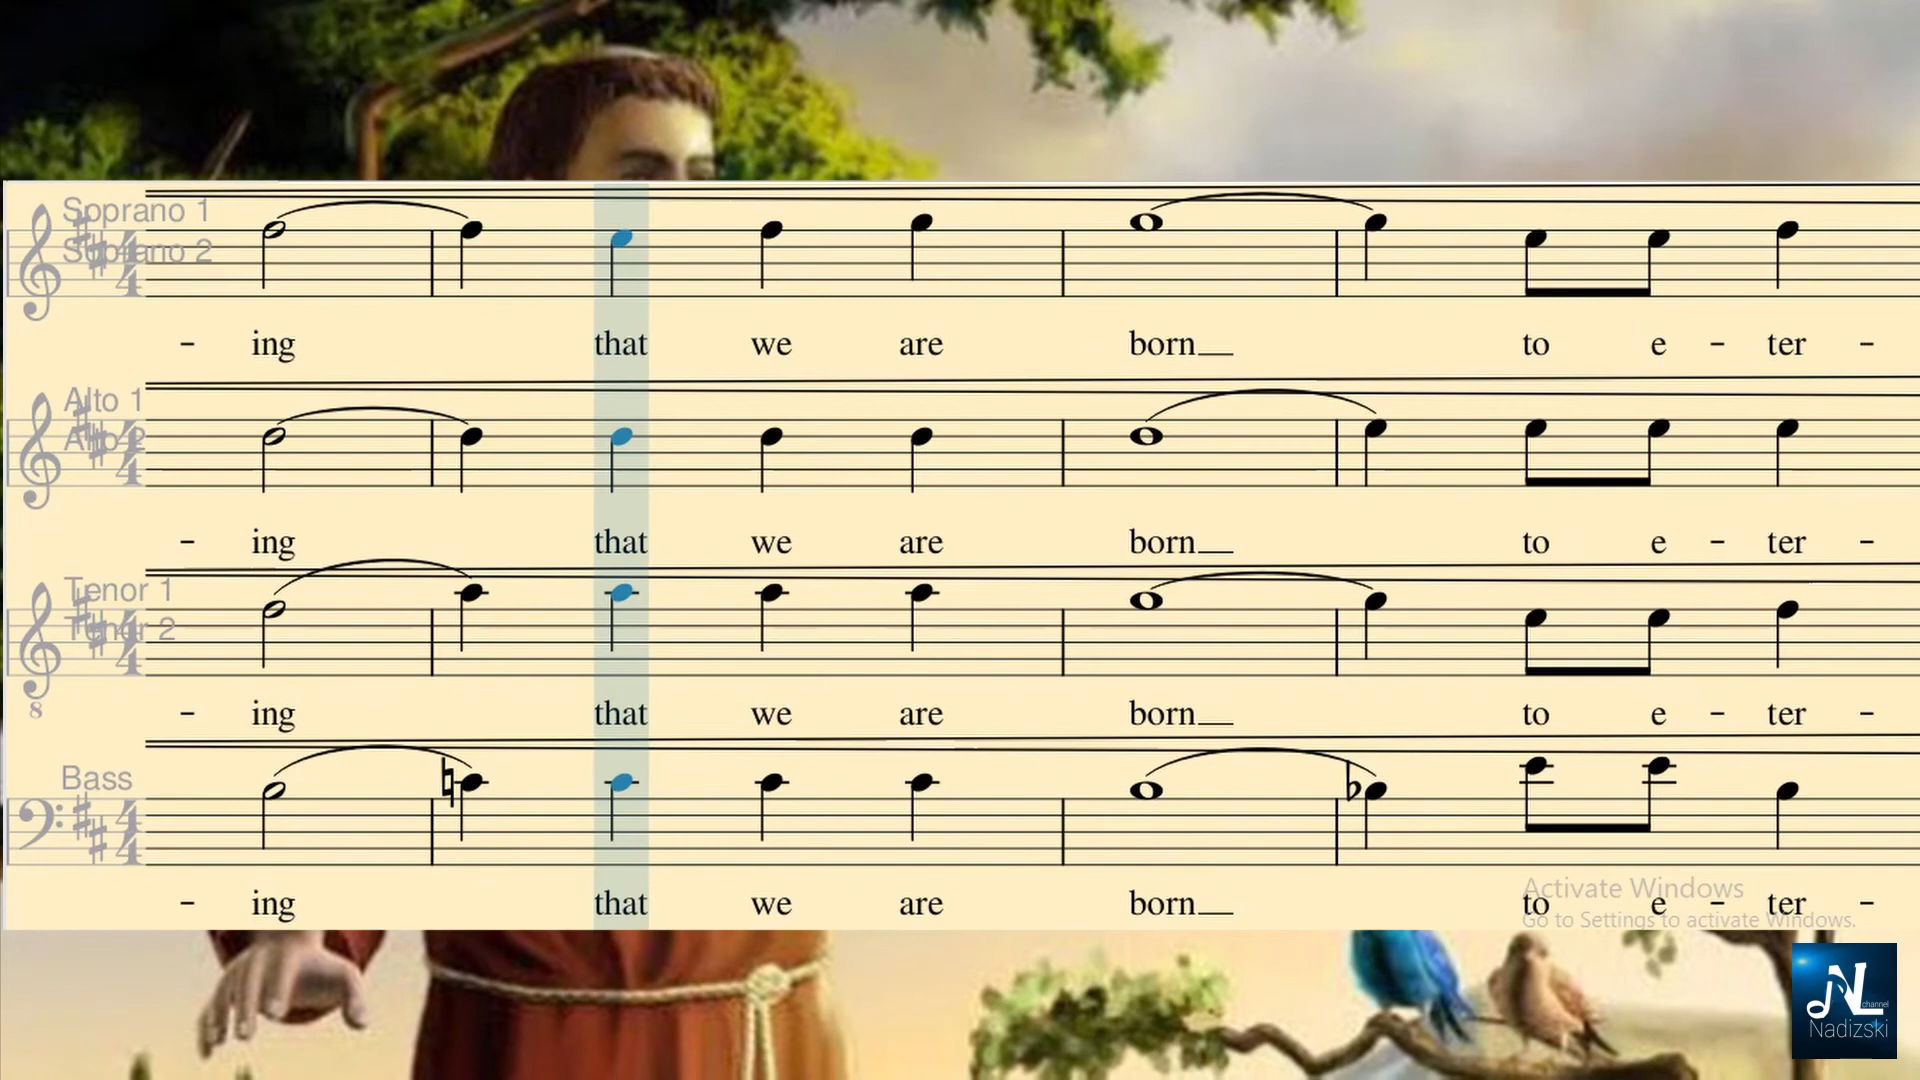 Soprano 1
Soprano 2
- ing that we are born to e - ter -
Alto 1
Alto 2
- ing that we are born to e - ter -
Tenor 1
Tenor 2
8
- ing that we are born to e - ter -
Bass
- ing that we are born to e - ter -
Activate Windows
Go to Settings to activate Windows.
N channel
Nadizski